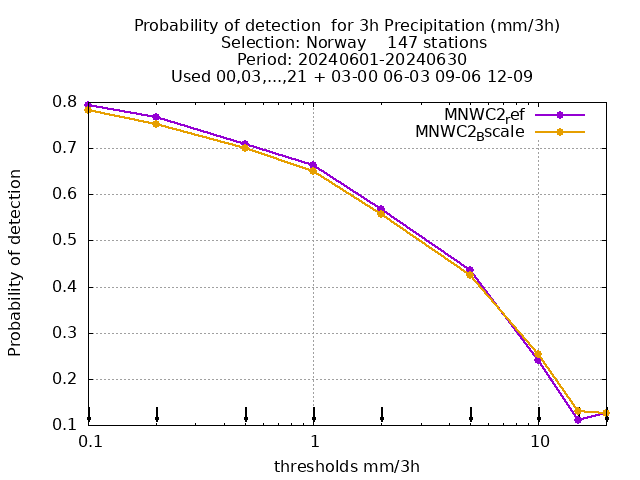 Probability of detection  for 3h Precipitation (mm/3h)
Selection: Norway    147 stations
Period: 20240601-20240630
Used 00,03,...,21 + 03-00 06-03 09-06 12-09
MNWC2ref
MNWC2Bscale
0.8
0.7
0.6
0.5
0.4
0.3
0.2
0.1
Probability of detection
0.1 1 10
thresholds mm/3h